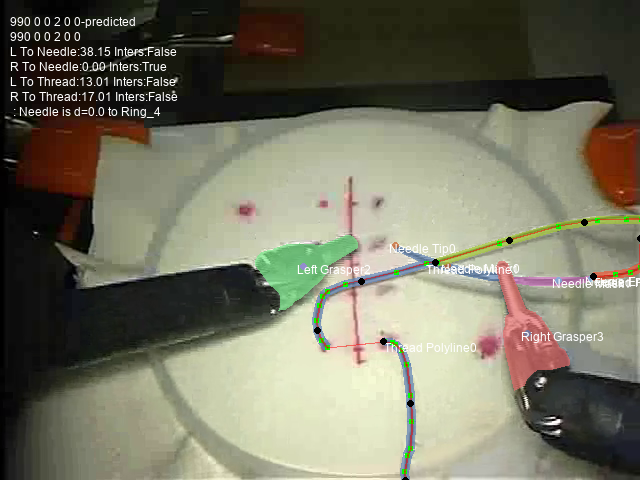 990 0 0 2 0 0-predicted
990 0 0 2 0 0
L To Needle:38.15 Inters:False
R To Needle:0.00 Inters:True
L To Thread:13.01 Inters:False
R To Thread:17.01 Inters:False
: Needle is d=0.0 to Ring_4
Needle Tip0
Left Grasper2
Right Grasper3
Thread Polyline0